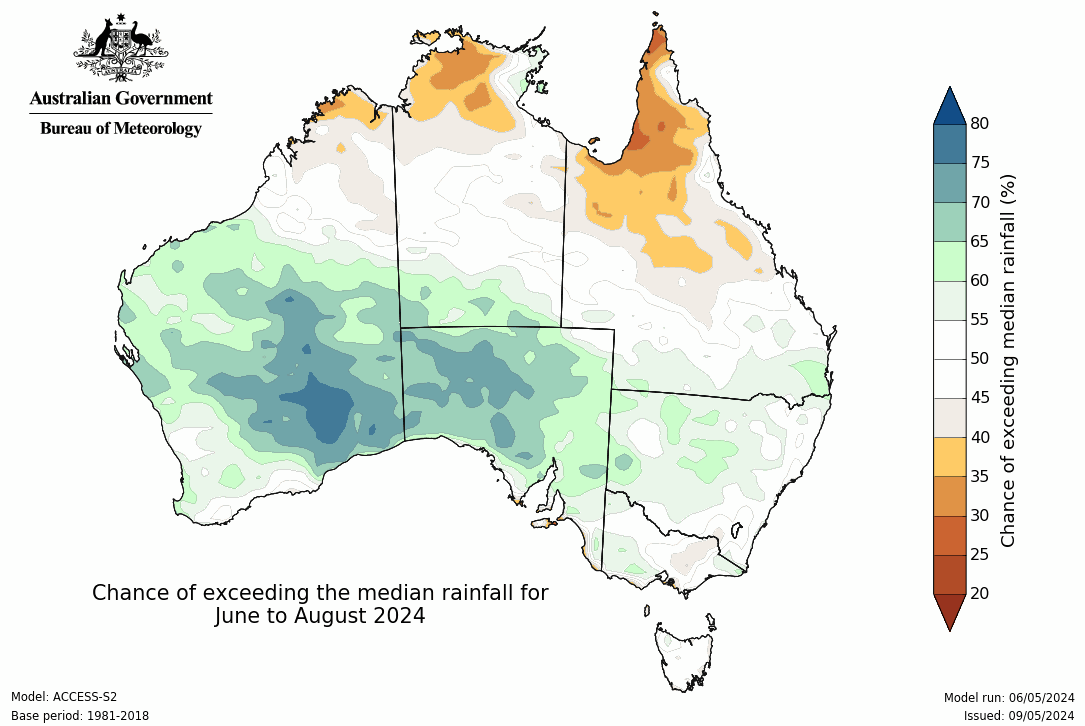 Australian Government
Bureau of Meteorology
80
75
70
65
60
55
50
45
40
35
30
25
20
Chance of exceeding median rainfall (%)
Chance of exceeding the median rainfall for
June to August 2024
Model: ACCESS-S2
Base period: 1981-2018
Model run: 06/05/2024
Issued: 09/05/2024